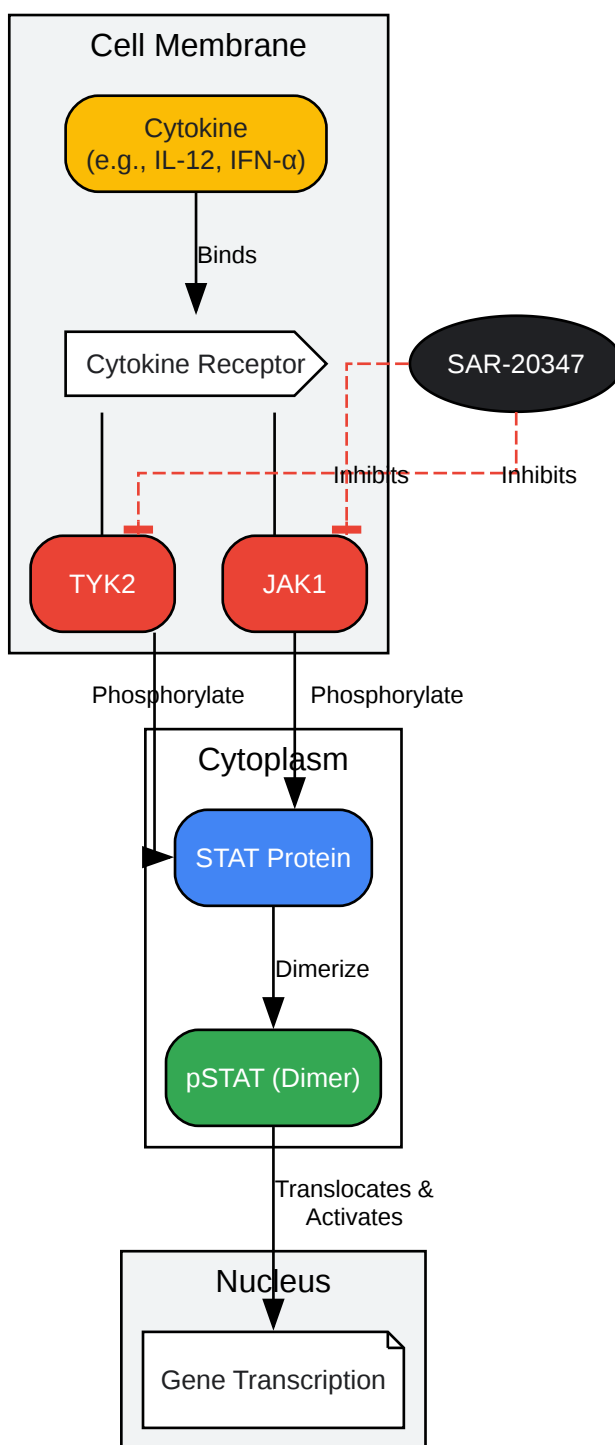 Cell Membrane
Cytokine
(e.g., IL-12, IFN-α)
Binds
Cytokine Receptor
SAR-20347
Inhibits
Inhibits
TYK2
JAK1
Phosphorylate
Phosphorylate
Cytoplasm
STAT Protein
Dimerize
pSTAT (Dimer)
Translocates &
Activates
Nucleus
Gene Transcription